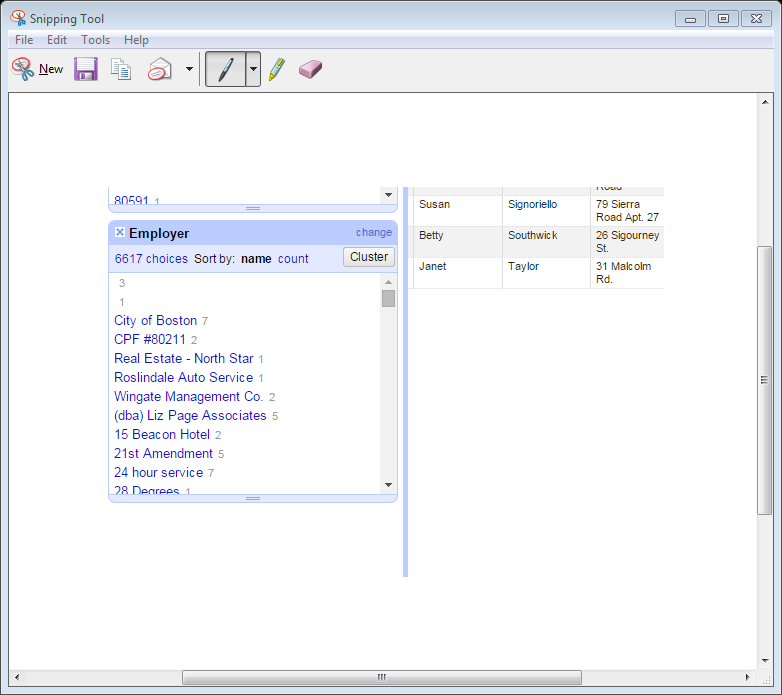 Snipping Tool
File Edit Tools Help
New
80591 1
Employer change
6617 choices Sort by: name count Cluster
3
1
City of Boston 7
CPF #80211 2
Real Estate - North Star 1
Roslindale Auto Service 1
Wingate Management Co. 2
(dba) Liz Page Associates 5
15 Beacon Hotel 2
21st Amendment 5
24 hour service 7
28 Degrees 1
Road
Susan Signoriello 79 Sierra
Road Apt. 27
Betty Southwick 26 Sigourney
St.
Janet Taylor 31 Malcolm
Rd.